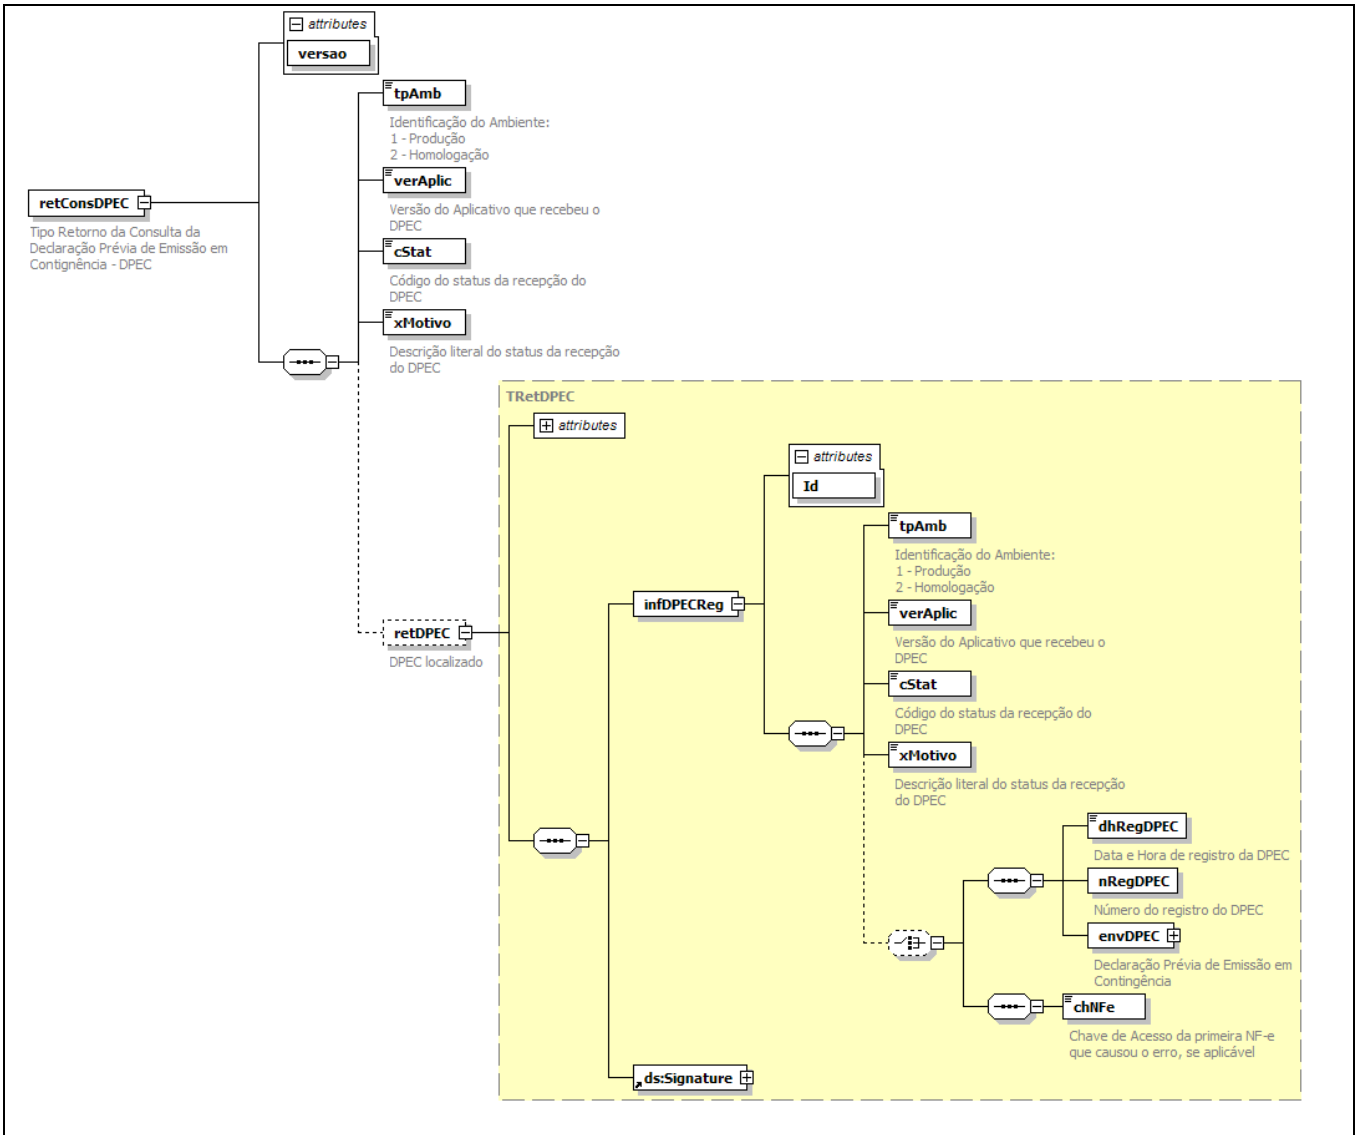 attributes
versao
tpAmb
Identificação do Ambiente:
1 - Produção
2 - Homologação
verAplic
Versão do Aplicativo que recebeu o
DPEC
retConsDPEC
Tipo Retorno da Consulta da
Declaração Prévia de Emissão em
Contignência - DPEC
cStat
Código do status da recepção do
DPEC
xMotivo
Descrição literal do status da recepção
do DPEC
TRetDPEC
attributes
attributes
Id
tpAmb
Identificação do Ambiente:
1 - Produção
2 - Homologação
infDPECReg
verAplic
Versão do Aplicativo que recebeu o
DPEC
retDPEC
DPEC localizado
cStat
Código do status da recepção do
DPEC
xMotivo
Descrição literal do status da recepção
do DPEC
dhRegDPEC
Data e Hora de registro da DPEC
nRegDPEC
Número do registro do DPEC
envDPEC
Declaração Prévia de Emissão em
Contingência
chNFe
Chave de Acesso da primeira NF-e
que causou o erro, se aplicável
ds:Signature